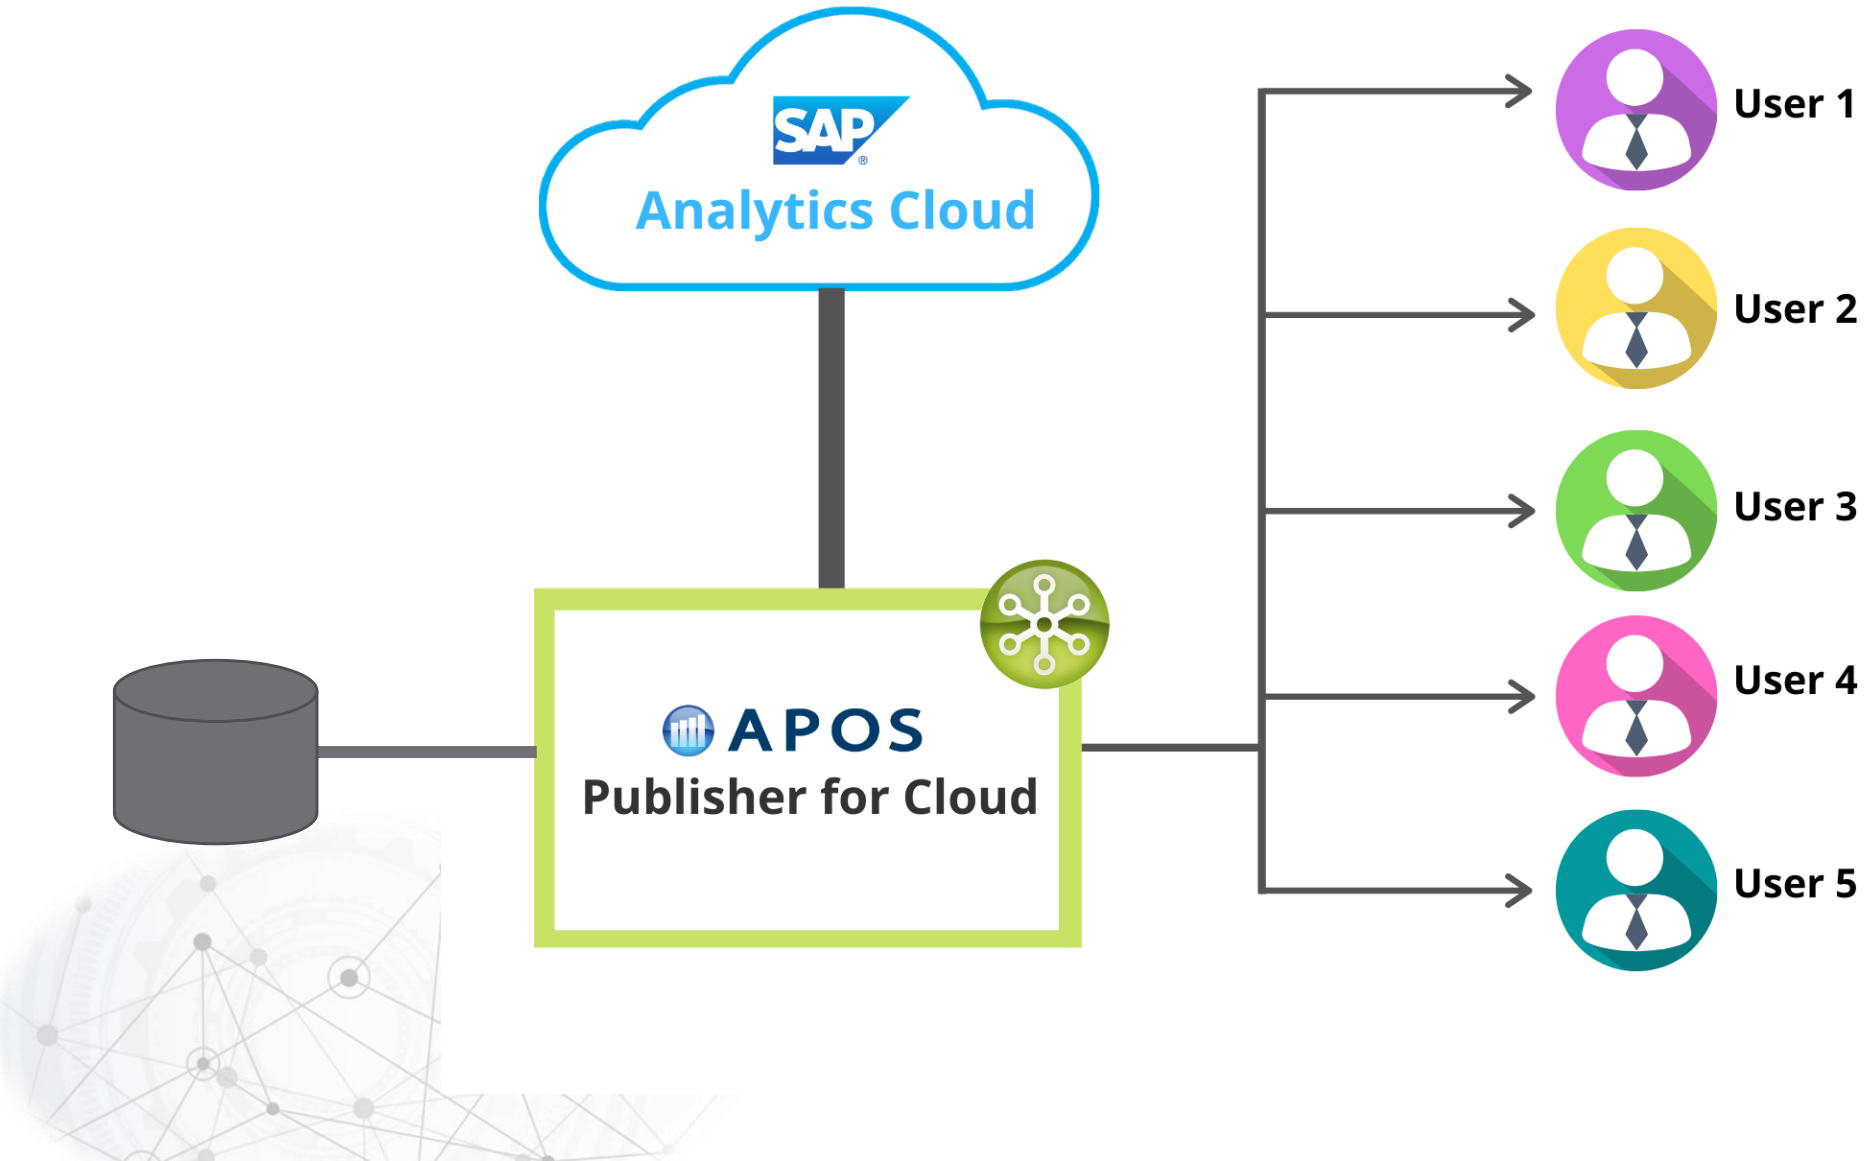 SAP®
Analytics Cloud
APOS
Publisher for Cloud
User 1
User 2
User 3
User 4
User 5